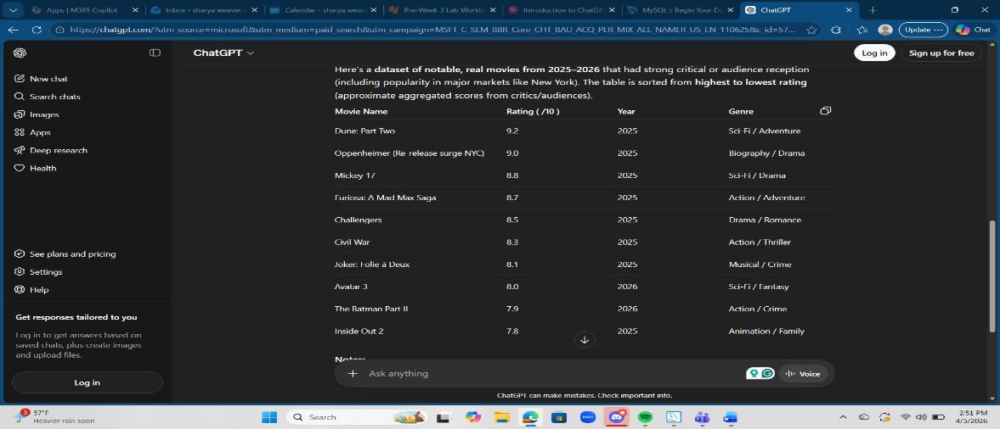 Apps | M365 Copilot
Inbox - sharya weaver -
Calendar - sharya weaver
Pre-Week 3 Lab Workb
Introduction to ChatGPT
MySQL :: Begin Your Do
ChatGPT
https://chatgpt.com/?utm_source=microsoft&utm_medium=paid_search&utm_campaign=MSFT_C_SEM_BBR_Core_CHT_BAU_ACQ_PER_MIX_ALL_NAMER_US_EN_110625&c_id=57...
Update ...
Chat
ChatGPT
Log in
Sign up for free
New chat
Search chats
Images
Apps
Deep research
Health
See plans and pricing
Settings
Help
Get responses tailored to you
Log in to get answers based on
saved chats, plus create images
and upload files.
Log in
Here's a dataset of notable, real movies from 2025–2026 that had strong critical or audience reception
(including popularity in major markets like New York). The table is sorted from highest to lowest rating
(approximate aggregated scores from critics/audiences).
Movie Name Rating ( /10 ) Year Genre
Dune: Part Two 9.2 2025 Sci-Fi / Adventure
Oppenheimer (Re-release surge NYC) 9.0 2025 Biography / Drama
Mickey 17 8.8 2025 Sci-Fi / Drama
Furiosa: A Mad Max Saga 8.7 2025 Action / Adventure
Challengers 8.5 2025 Drama / Romance
Civil War 8.3 2025 Action / Thriller
Joker: Folie à Deux 8.1 2025 Musical / Crime
Avatar 3 8.0 2026 Sci-Fi / Fantasy
The Batman Part II 7.9 2026 Action / Crime
Inside Out 2 7.8 2025 Animation / Family
Notes:
Ask anything
Voice
ChatGPT can make mistakes. Check important info.
3
57°F
Heavier rain soon
Search
zoom
2:51 PM
4/5/2026